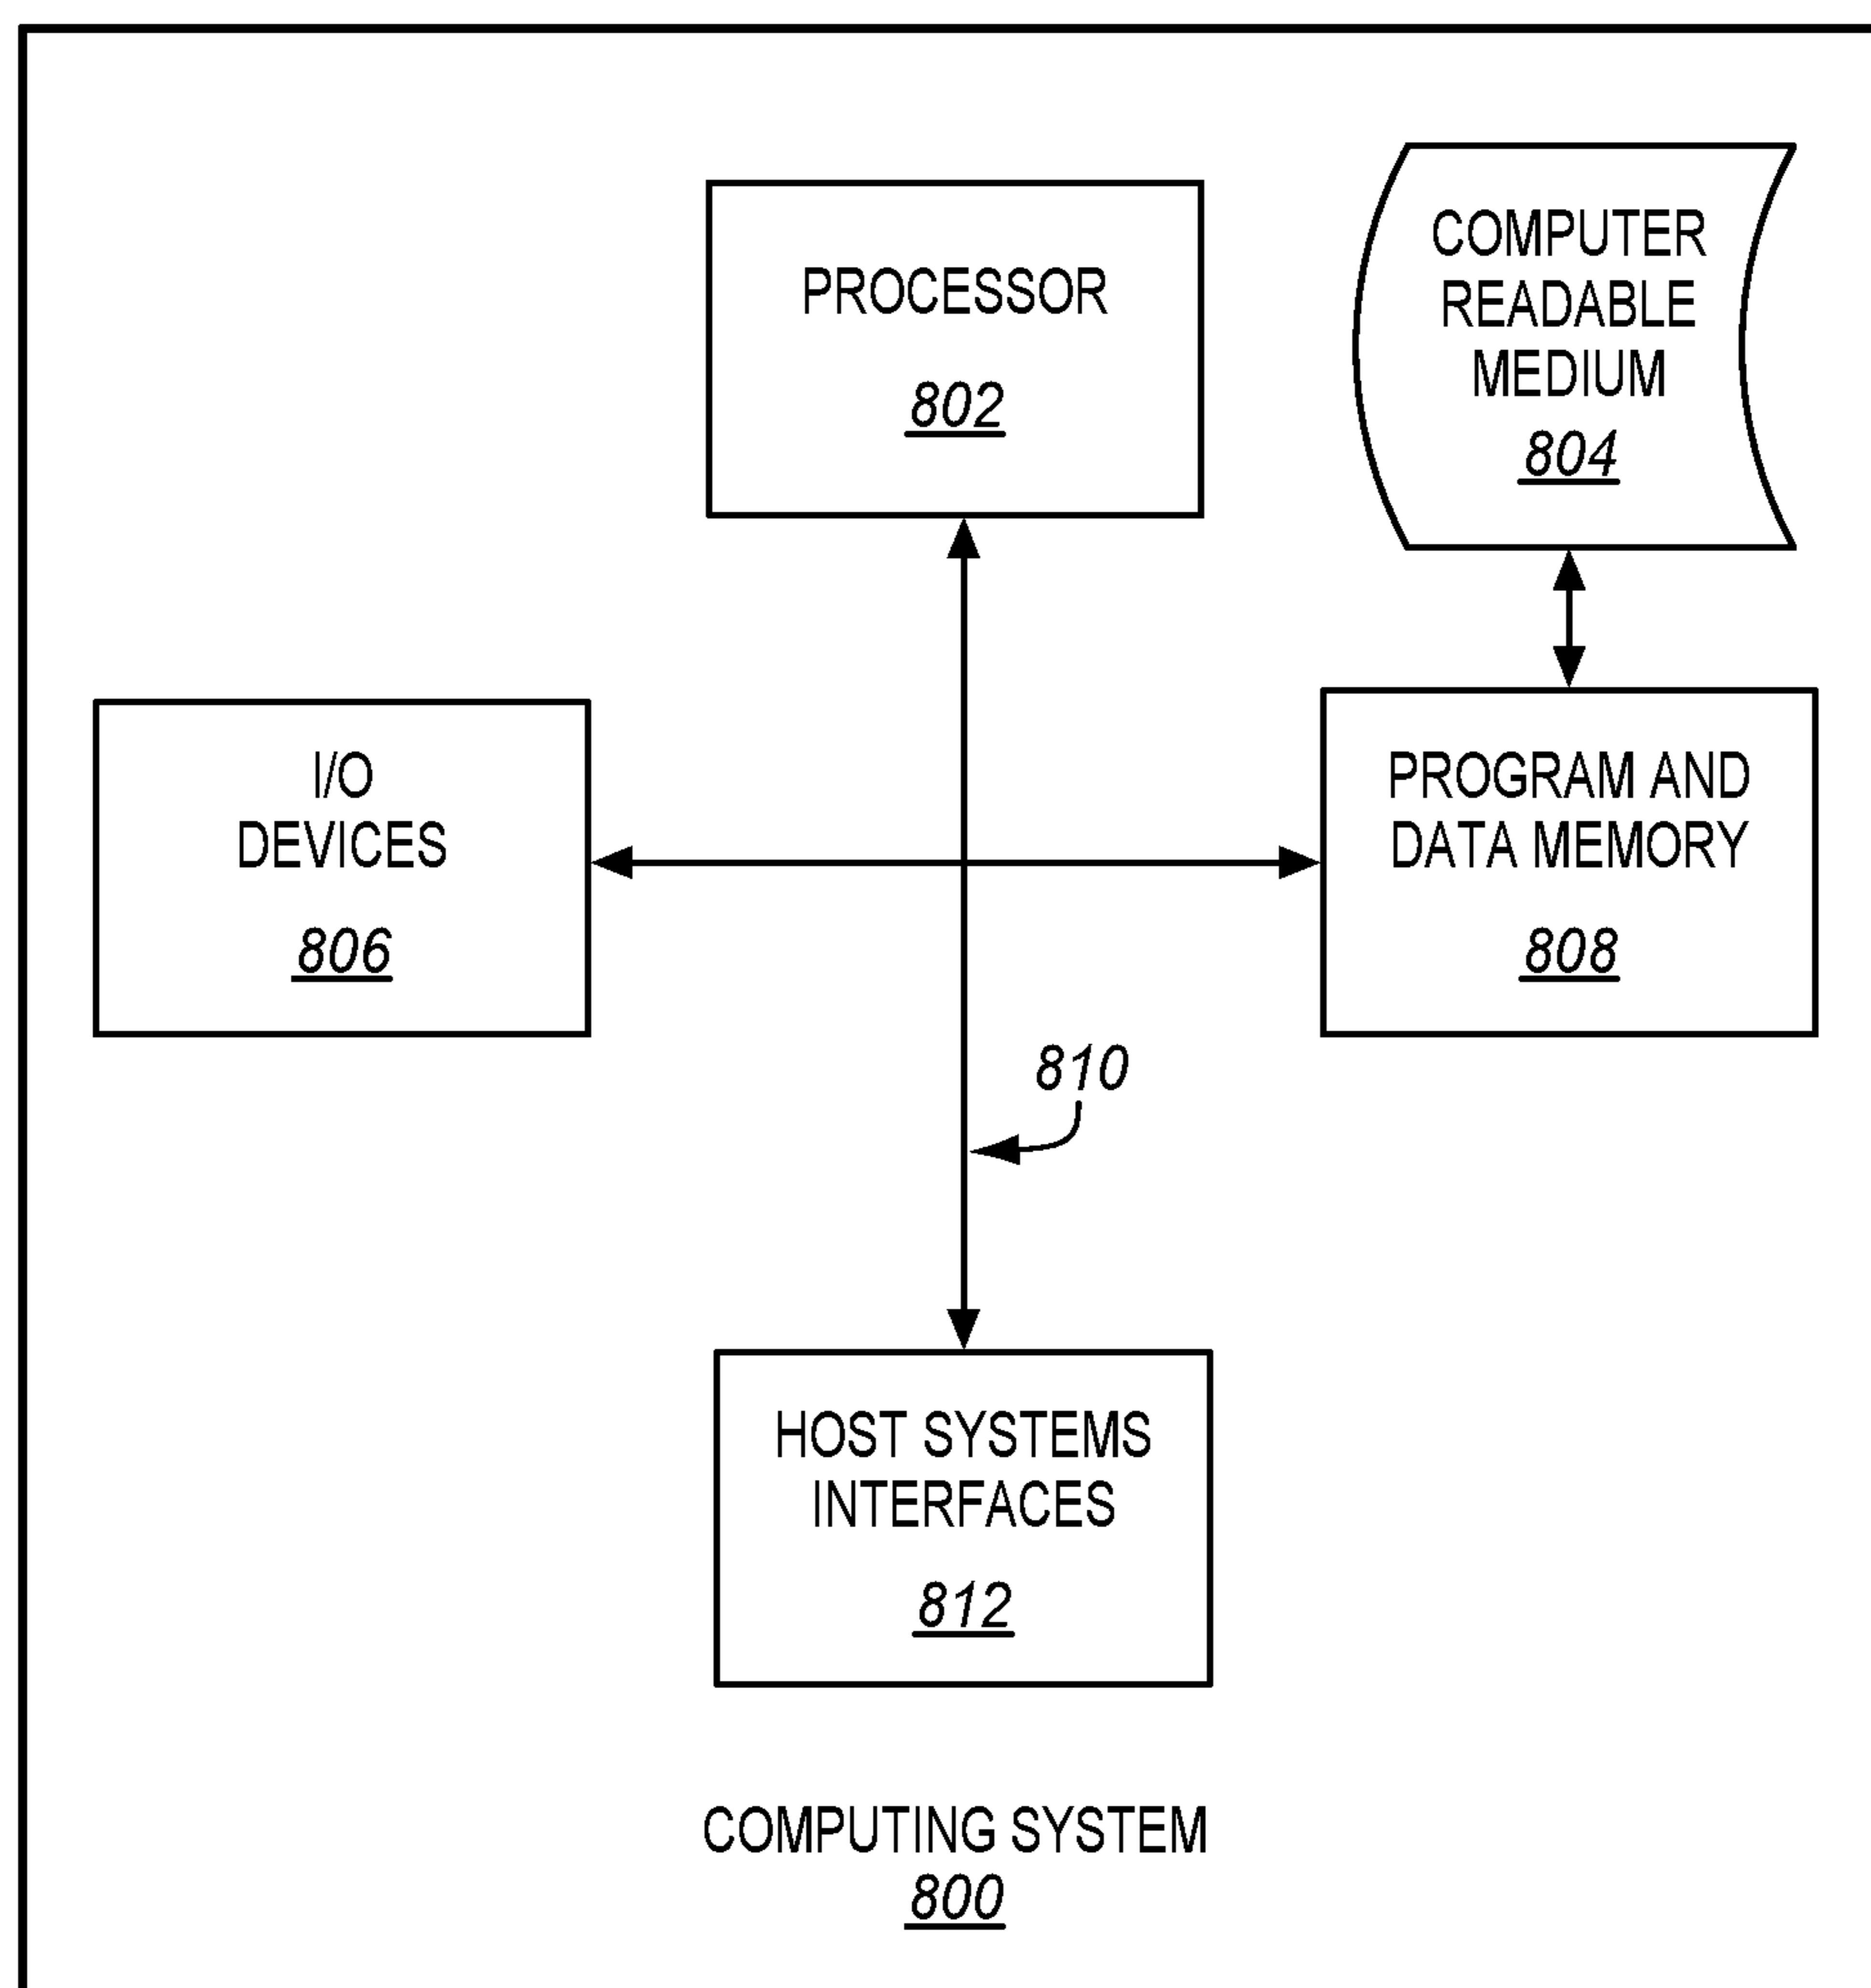 PROCESSOR
802
COMPUTER
READABLE
MEDIUM
804
I/O
DEVICES
806
PROGRAM AND
DATA MEMORY
808
810
HOST SYSTEMS
INTERFACES
812
COMPUTING SYSTEM
800